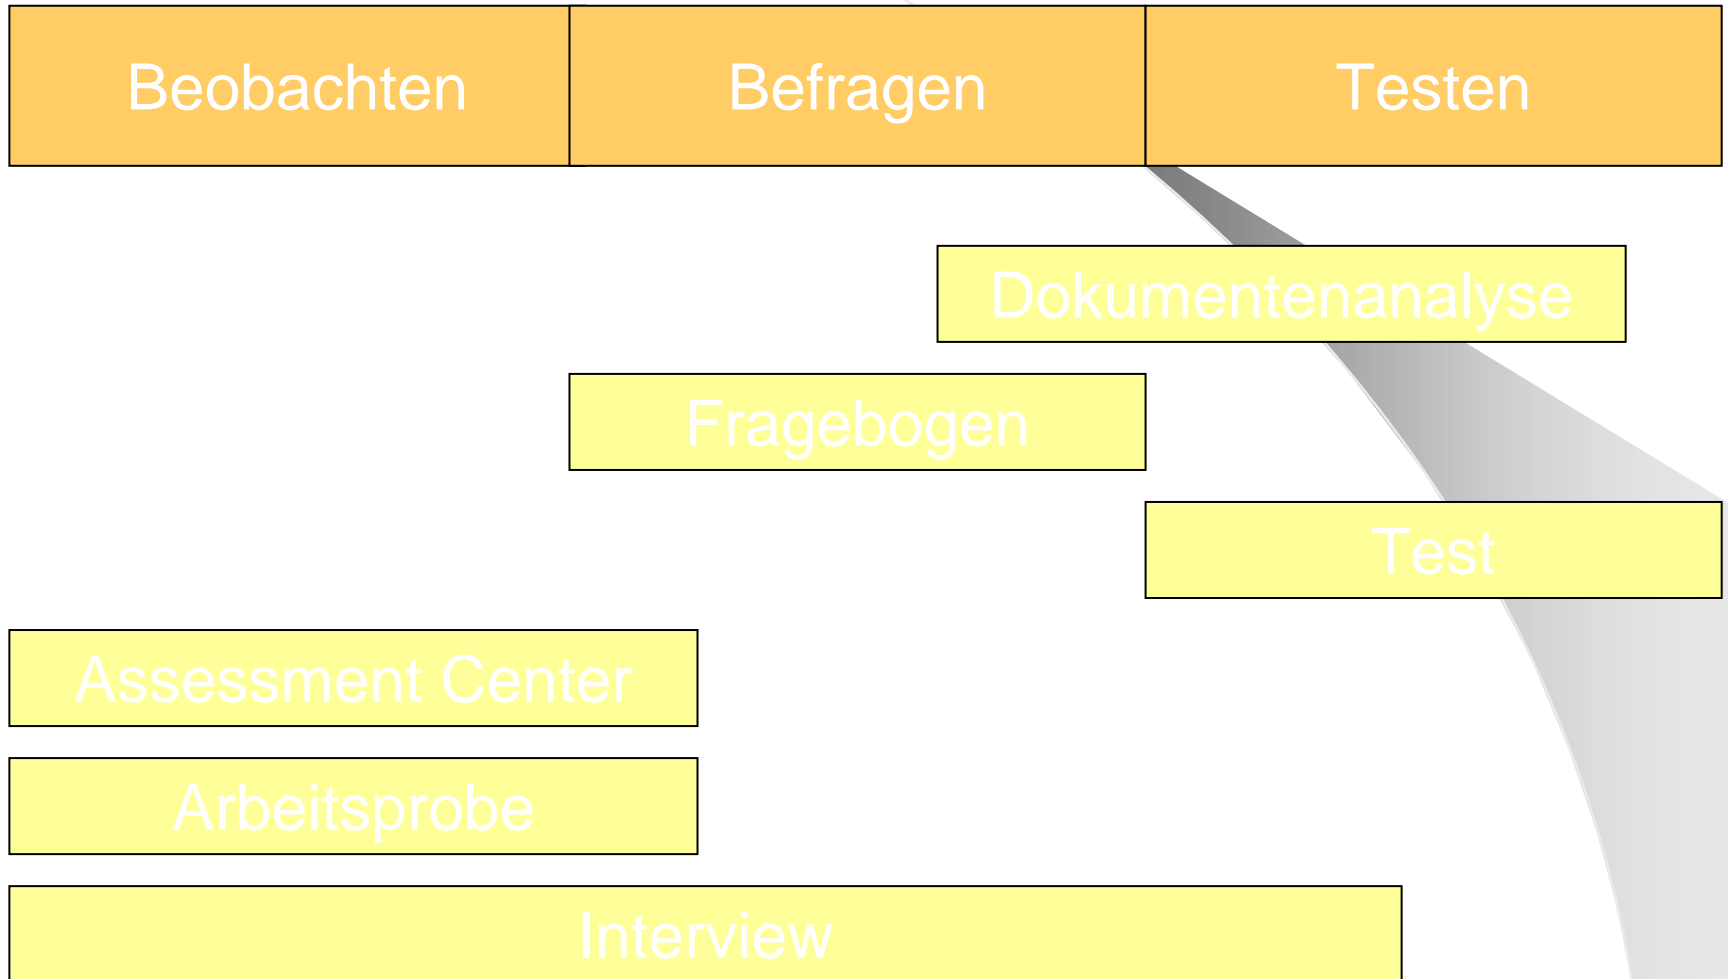 Beobachten
Befragen
Testen
Dokumentenanalyse
Fragebogen
Test
Assessment Center
Arbeitsprobe
Interview